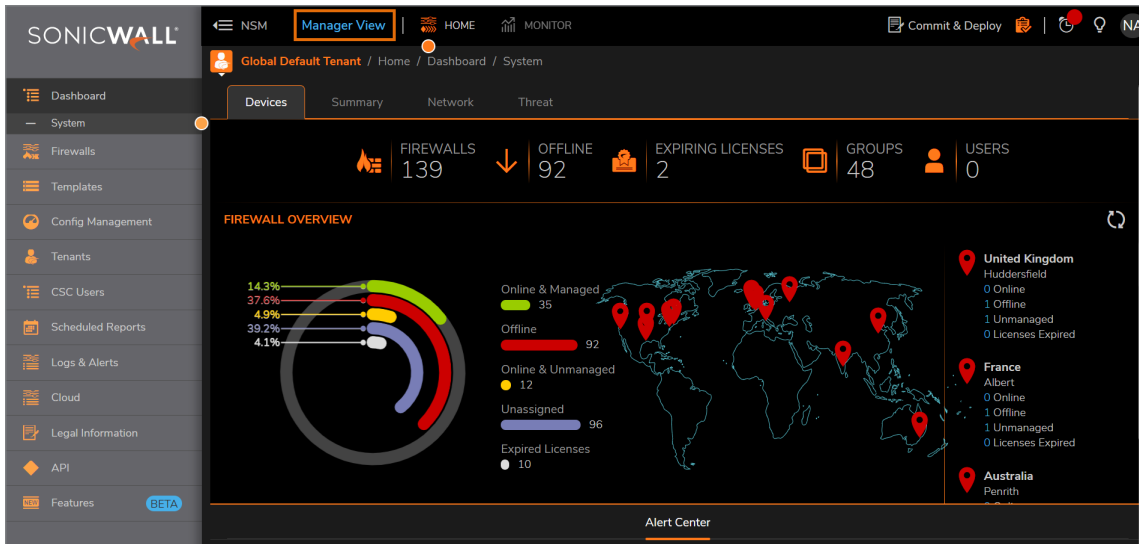 SONICWALL
NSM Manager View HOME MONITOR Commit & Deploy NA
Global Default Tenant / Home / Dashboard / System
Devices Summary Network Threat
Dashboard
System
Firewalls
Templates
Config Management
Tenants
CSC Users
Scheduled Reports
Logs & Alerts
Cloud
Legal Information
API
NEW Features BETA
FIREWALLS
139
OFFLINE
92
EXPIRING LICENSES
2
GROUPS
48
USERS
0
FIREWALL OVERVIEW
14.3%
37.6%
4.9%
39.2%
4.1%
Online & Managed
35
Offline
92
Online & Unmanaged
12
Unassigned
96
Expired Licenses
10
United Kingdom
Huddersfield
0 Online
1 Offline
1 Unmanaged
0 Licenses Expired
France
Albert
0 Online
1 Offline
1 Unmanaged
0 Licenses Expired
Australia
Penrith
Alert Center